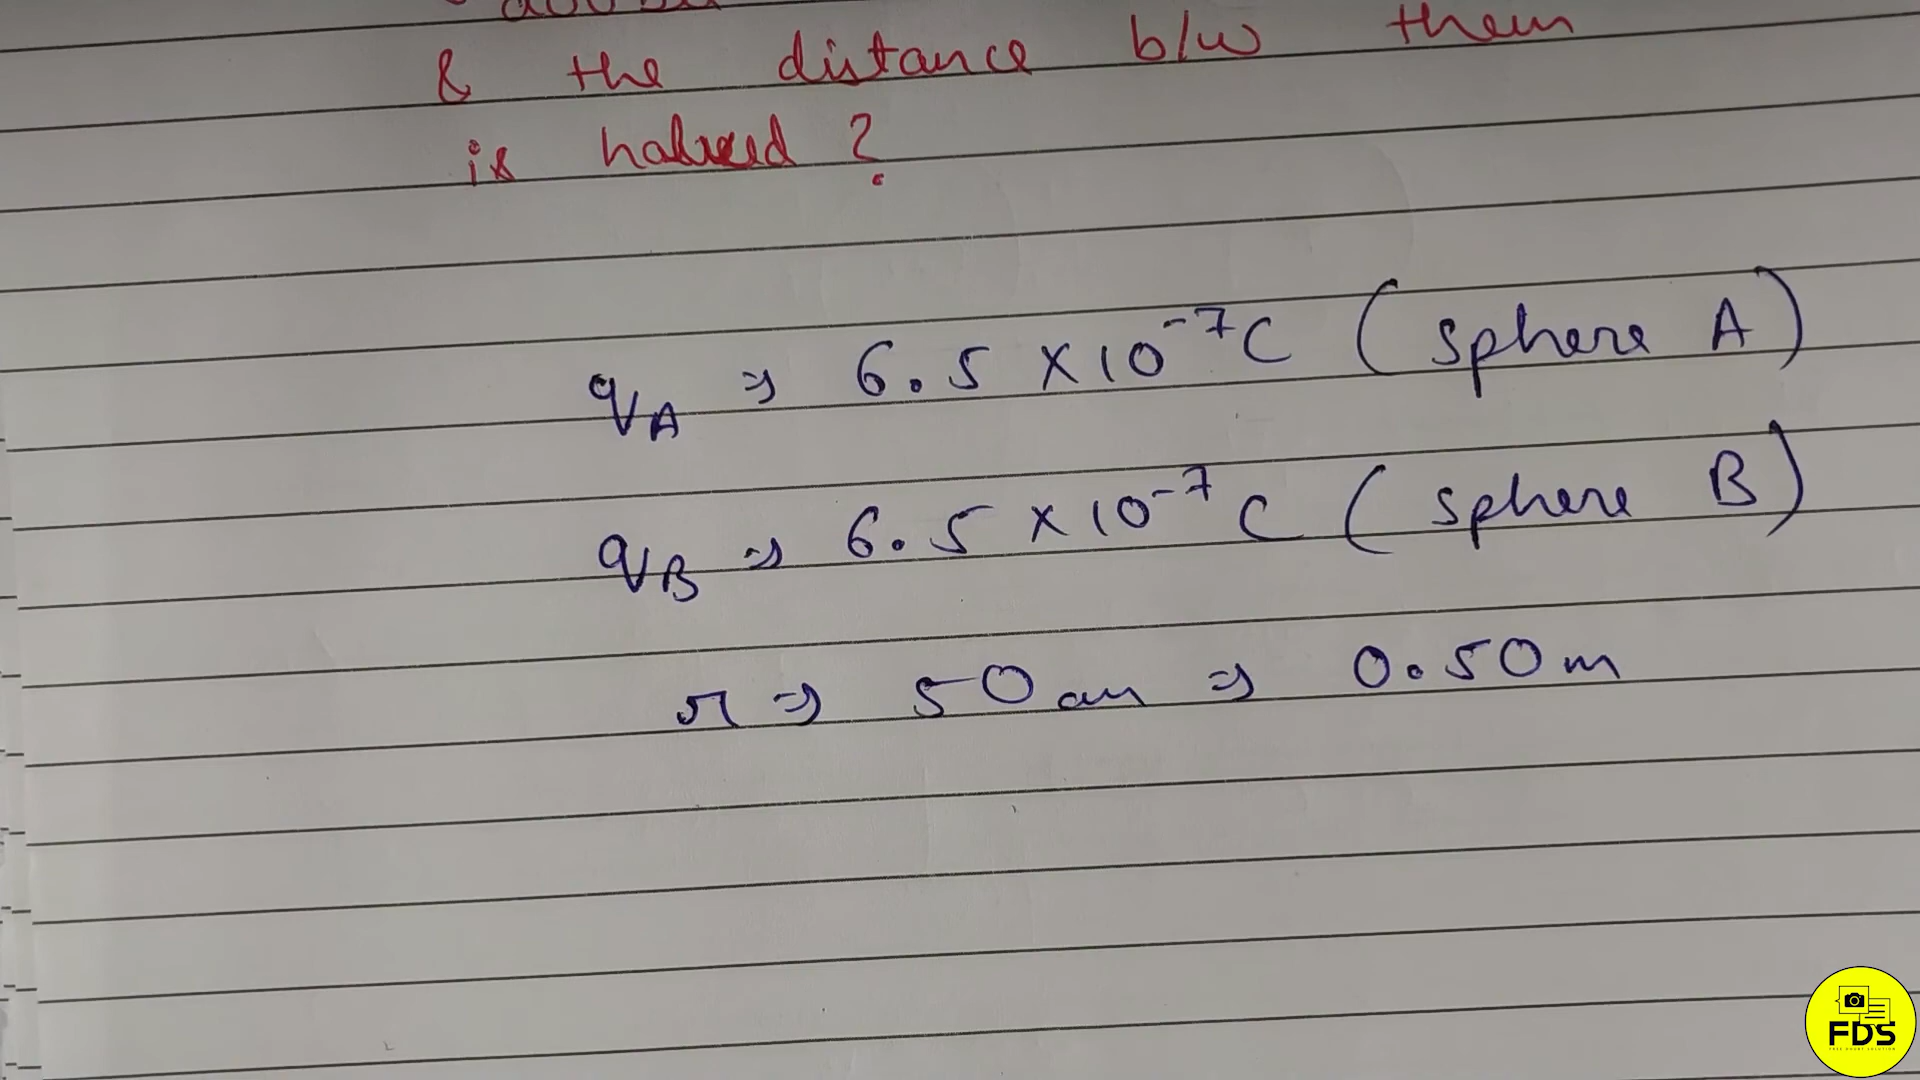 & the distance b/w them
is halved ?
qA ⇒ 6.5 × 10⁻⁷C ( sphere A )
qB ⇒ 6.5 × 10⁻⁷ C ( sphere B )
r ⇒ 50 cm ⇒ 0.50 m
FDS